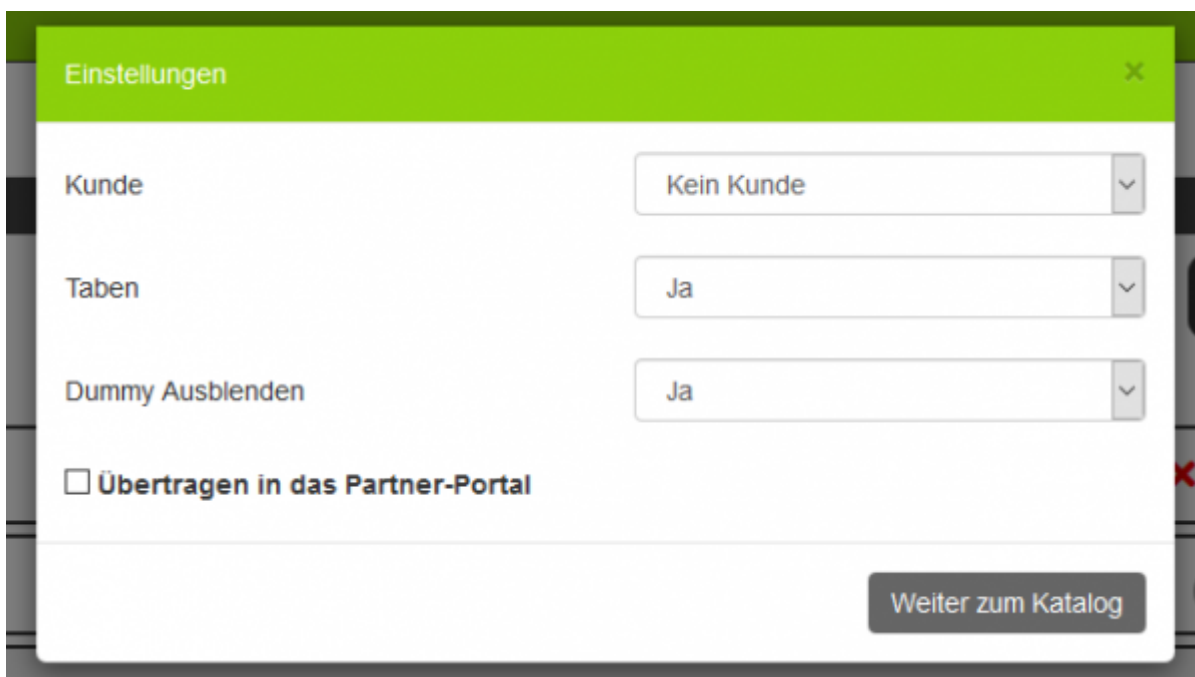 Einstellungen
Kunde Kein Kunde
Taben Ja
Dummy Ausblenden Ja
Übertragen in das Partner-Portal
Weiter zum Katalog